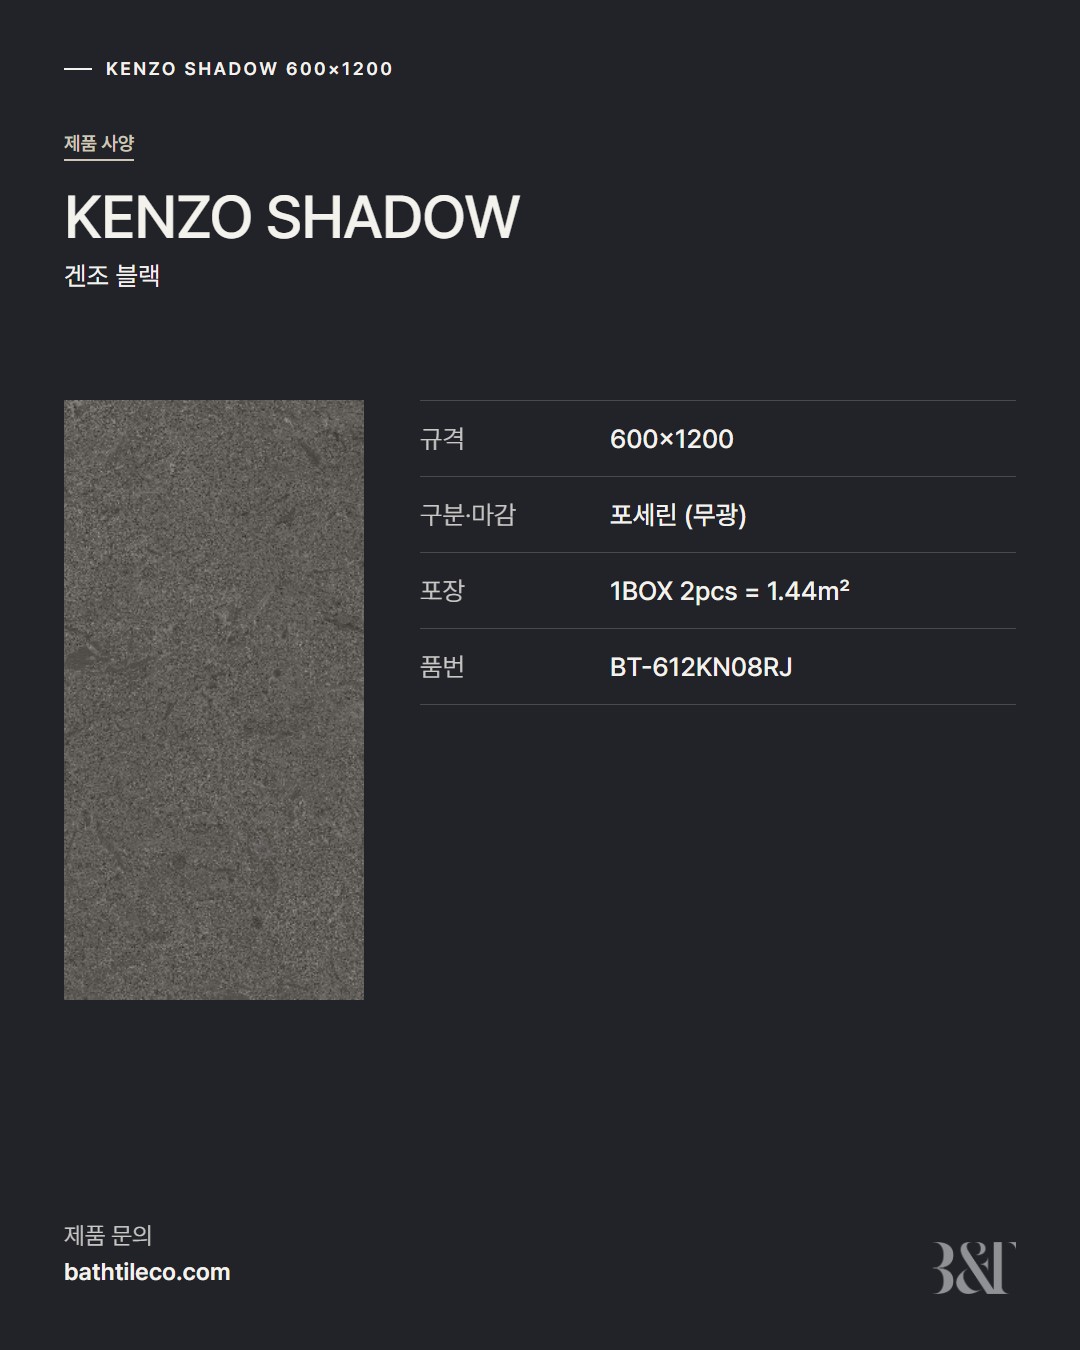 KENZO SHADOW 600×1200
제품 사양
KENZO SHADOW
겐조 블랙
규격 600×1200
구분·마감 포세린 (무광)
포장 1BOX 2pcs = 1.44m²
품번 BT-612KN08RJ
제품 문의
bathtileco.com
B&T